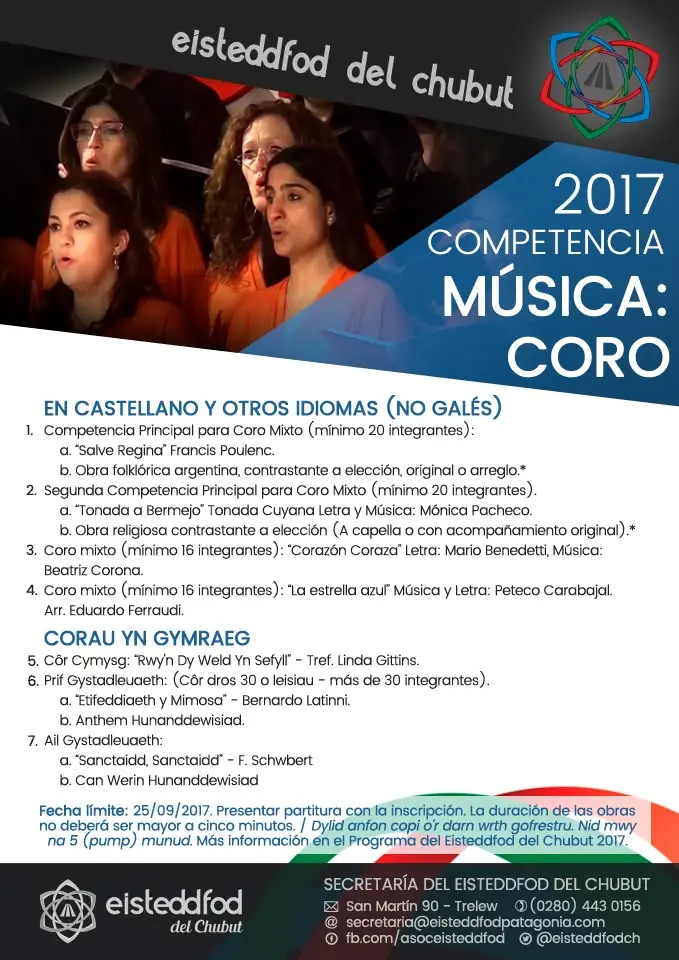 eisteddfod del chubut
2017
COMPETENCIA
MÚSICA:
CORO
EN CASTELLANO Y OTROS IDIOMAS (NO GALÉS)
1. Competencia Principal para Coro Mixto (mínimo 20 integrantes):
a. “Salve Regina” Francis Poulenc.
b. Obra folklórica argentina, contrastante a elección, original o arreglo.*
2. Segunda Competencia Principal para Coro Mixto (mínimo 20 integrantes).
a. “Tonada a Bermejo” Tonada Cuyana Letra y Música: Mónica Pacheco.
b. Obra religiosa contrastante a elección (A capella o con acompañamiento original).*
3. Coro mixto (mínimo 16 integrantes): “Corazón Coraza” Letra: Mario Benedetti, Música:
Beatriz Corona.
4. Coro mixto (mínimo 16 integrantes): “La estrella azul” Música y Letra: Peteco Carabajal.
Arr. Eduardo Ferraudi.
CORAU YN GYMRAEG
5. Côr Cymysg: “Rwy'n Dy Weld Yn Sefyll” - Tref. Linda Gittins.
6. Prif Gystadleuaeth: (Côr dros 30 o leisiau - más de 30 integrantes).
a. “Etifeddiaeth y Mimosa” - Bernardo Latinni.
b. Anthem Hunanddewisiad.
7. Ail Gystadleuaeth:
a. “Sanctaidd, Sanctaidd” - F. Schwbert
b. Can Werin Hunanddewisiad
Fecha límite: 25/09/2017. Presentar partitura con la inscripción. La duración de las obras
no deberá ser mayor a cinco minutos. / Dylid anfon copi o'r darn wrth gofrestru. Nid mwy
na 5 (pump) munud. Más información en el Programa del Eisteddfod del Chubut 2017.
eisteddfod
del Chubut
SECRETARÍA DEL EISTEDDFOD DEL CHUBUT
San Martín 90 - Trelew (0280) 443 0156
secretaria@eisteddfodpatagonia.com
fb.com/asoceisteddfod @eisteddfodch